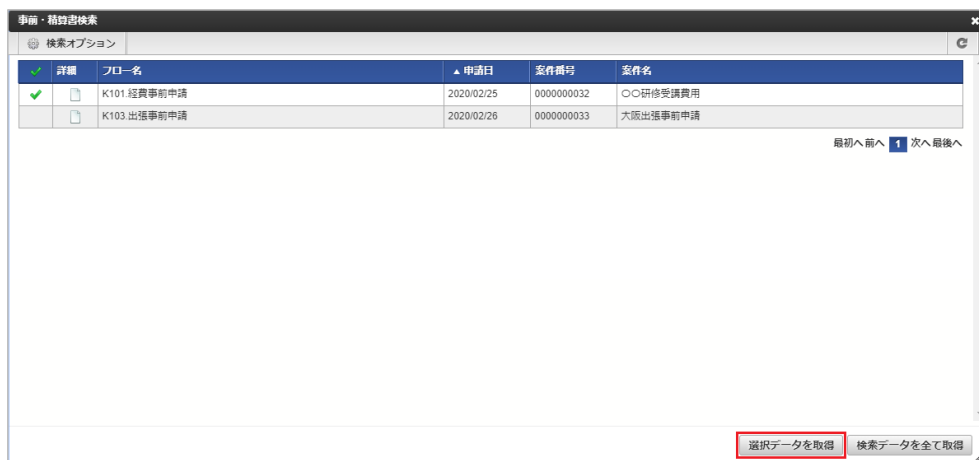 事前・積算書検索
検索オプション
詳細 フロー名 ▲申請日 案件番号 案件名
K101.経費事前申請 2020/02/25 0000000032 〇〇研修受講費用
K103.出張事前申請 2020/02/26 0000000033 大阪出張事前申請
最初へ 前へ 1 次へ 最後へ
選択データを取得 検索データを全て取得